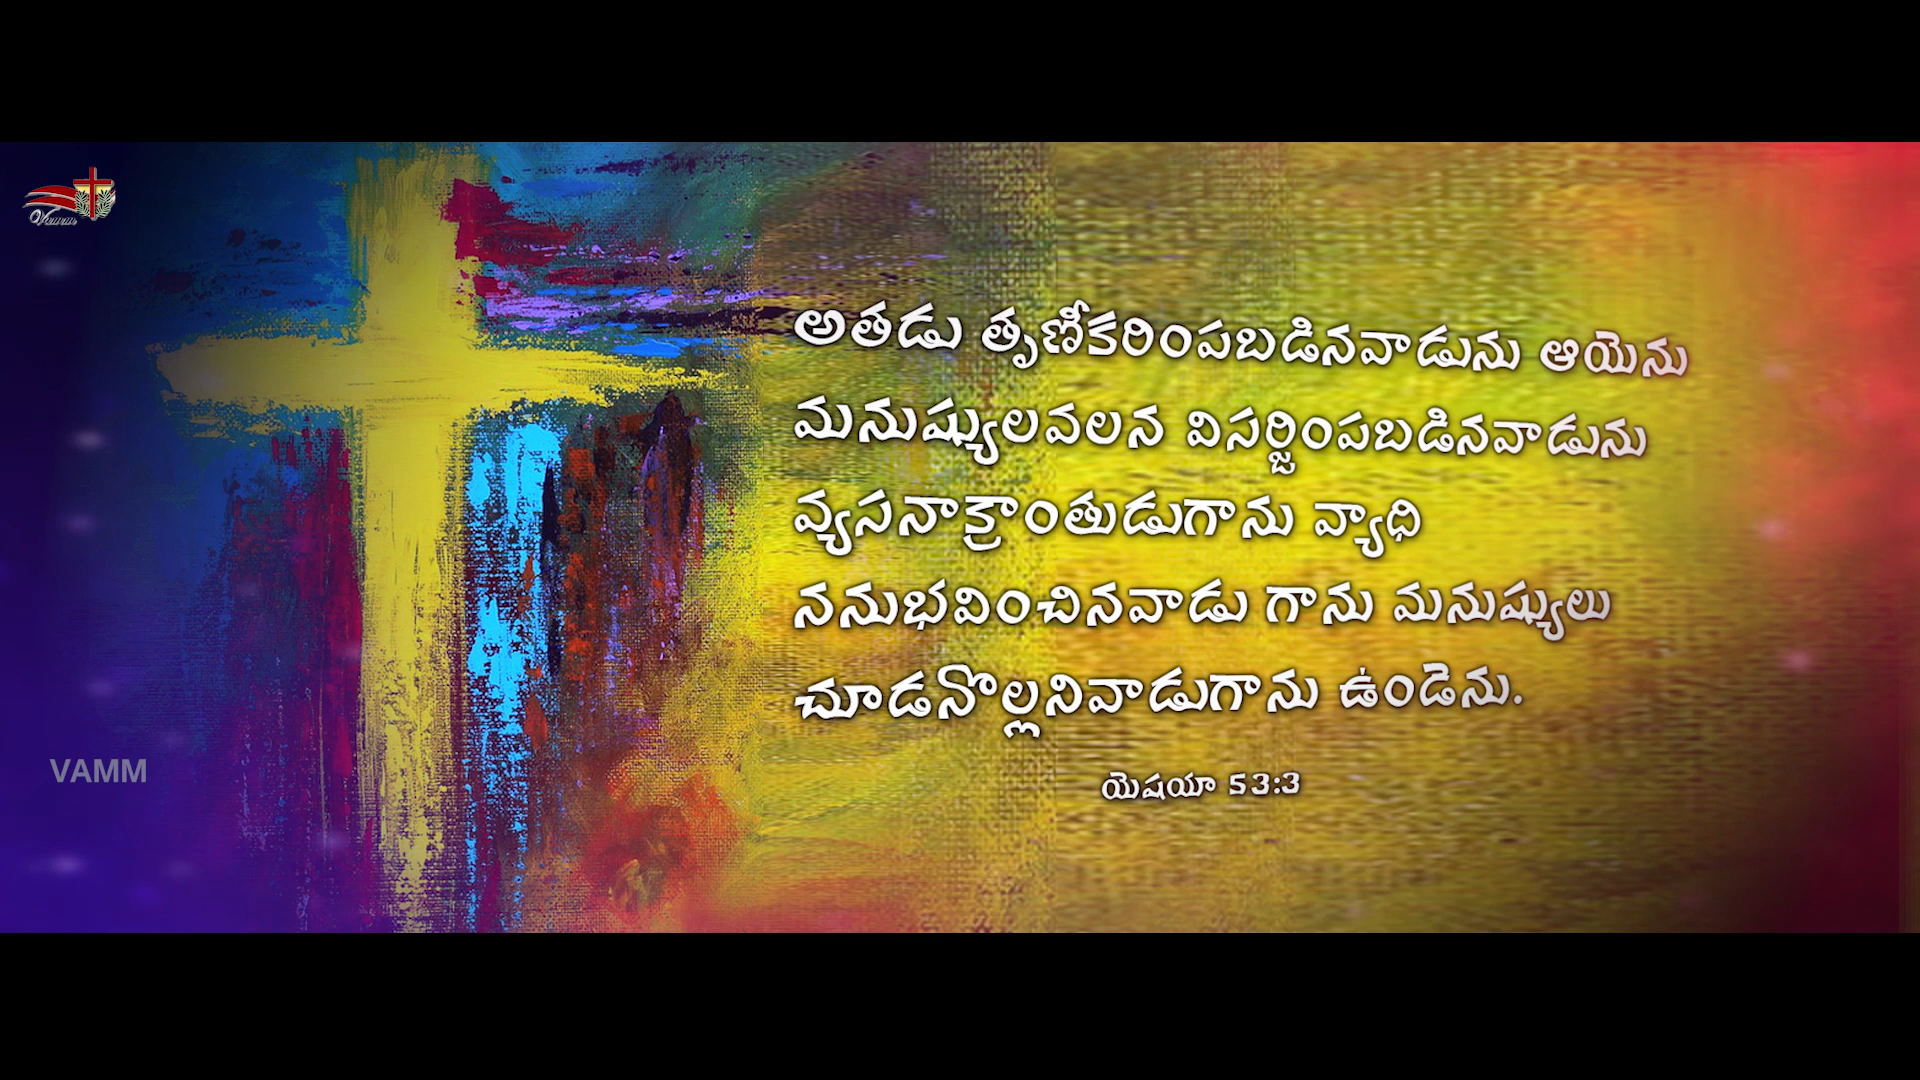 Vamm
అతడు తృణీకరింపబడినవాడును ఆయెను
మనుష్యులవలన విసర్జింపబడినవాడును
వ్యసనాక్రాంతుడుగాను వ్యాధి
ననుభవించినవాడు గాను మనుష్యులు
చూడనొల్లనివాడుగాను ఉండెను.
యెషయా 53:3
VAMM